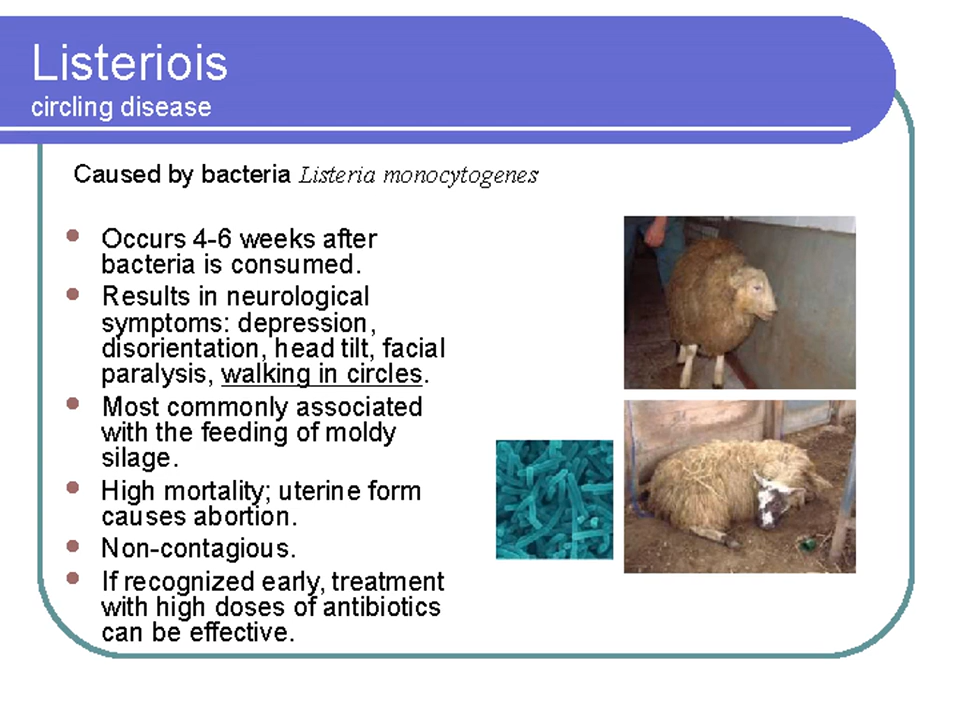 Listeriois
circling disease
Caused by bacteria Listeria monocytogenes
Occurs 4-6 weeks after
bacteria is consumed.
Results in neurological
symptoms: depression,
disorientation, head tilt, facial
paralysis, walking in circles.
Most commonly associated
with the feeding of moldy
silage.
High mortality; uterine form
causes abortion.
Non-contagious.
If recognized early, treatment
with high doses of antibiotics
can be effective.